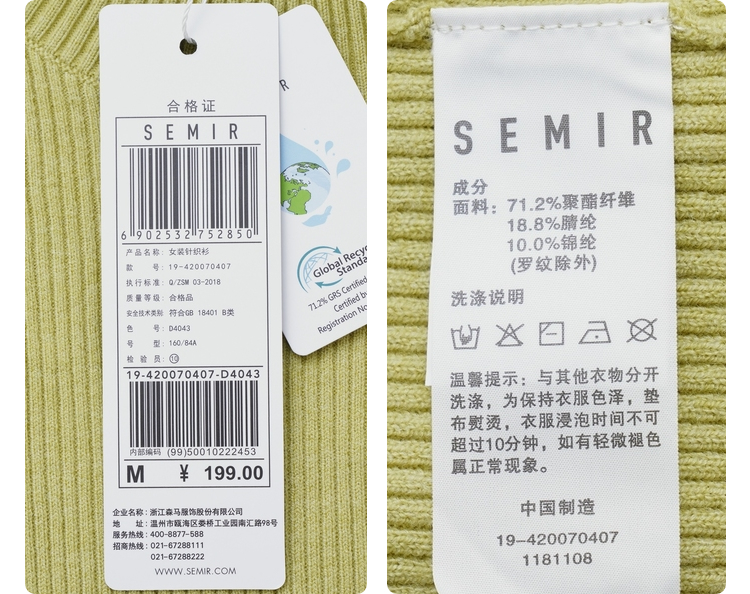 合格证
SEMIR
6 902532 752850
产品名称: 女装针织衫
款 号: 19-420070407
执行标准: Q/ZSM 03-2018
质量等级: 合格品
安全技术类别: 符合GB 18401 B类
色 号: D4043
号 型: 160/84A
检 验 员: 10
19-420070407-D4043
内部编码 (99)50010222453
M ¥ 199.00
企业名称: 浙江森马服饰股份有限公司
地 址: 温州市瓯海区娄桥工业园南汇路98号
服务热线: 400-8877-588
招商热线: 021-67288111
021-67288222
WWW.SEMIR.COM
R
Global Recyc
Standa
71.2% GRS Certified
Certified by
Registration No
SEMIR
成分
面料: 71.2%聚酯纤维
18.8%腈纶
10.0%锦纶
(罗纹除外)
洗涤说明
温馨提示: 与其他衣物分开
洗涤, 为保持衣服色泽, 垫
布熨烫, 衣服浸泡时间不可
超过10分钟, 如有轻微褪色
属正常现象。
中国制造
19-420070407
1181108